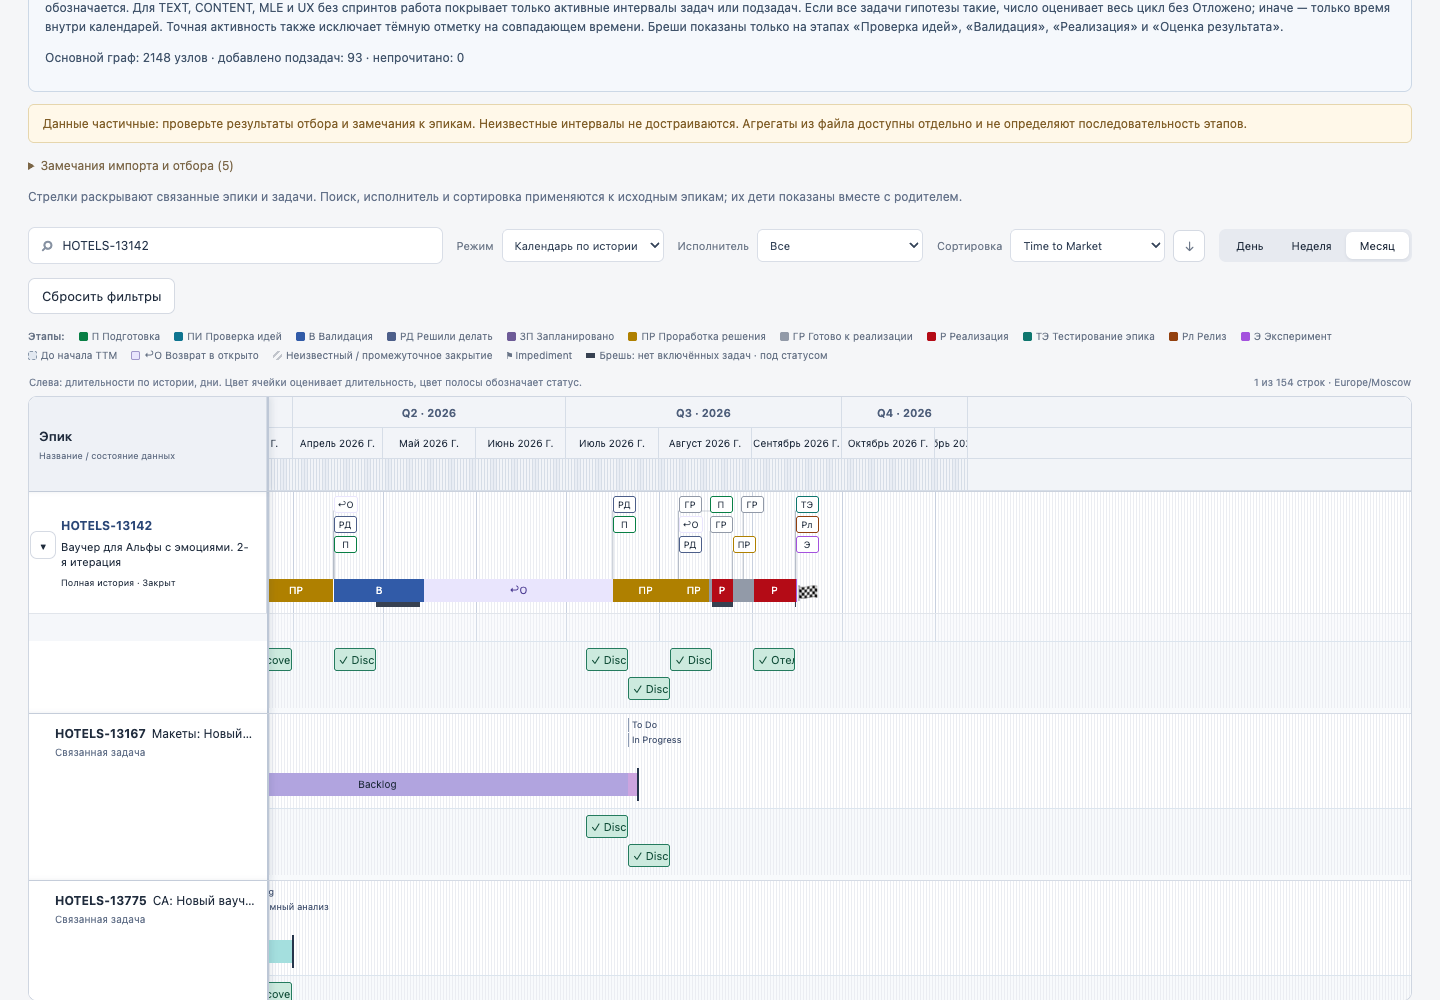 обозначается. Для TEXT, CONTENT, MLE и UX без спринтов работа покрывает только активные интервалы задач или подзадач. Если все задачи гипотезы такие, число оценивает весь цикл без Отложено; иначе — только время
внутри календарей. Точная активность также исключает тёмную отметку на совпадающем времени. Бреши показаны только на этапах «Проверка идей», «Валидация», «Реализация» и «Оценка результата».
Основной граф: 2148 узлов · добавлено подзадач: 93 · непрочитано: 0
Данные частичные: проверьте результаты отбора и замечания к эпикам. Неизвестные интервалы не достраиваются. Агрегаты из файла доступны отдельно и не определяют последовательность этапов.
Замечания импорта и отбора (5)
Стрелки раскрывают связанные эпики и задачи. Поиск, исполнитель и сортировка применяются к исходным эпикам; их дети показаны вместе с родителем.
HOTELS-13142 Режим Календарь по истории Исполнитель Все Сортировка Time to Market ↓ День Неделя Месяц
Сбросить фильтры
Этапы: П Подготовка ПИ Проверка идей В Валидация РД Решили делать ЗП Запланировано ПР Проработка решения ГР Готово к реализации Р Реализация ТЭ Тестирование эпика Рл Релиз Э Эксперимент
До начала ТТМ ↩О Возврат в открыто Неизвестный / промежуточное закрытие Impediment Брешь: нет включённых задач · под статусом
Слева: длительности по истории, дни. Цвет ячейки оценивает длительность, цвет полосы обозначает статус. 1 из 154 строк · Europe/Moscow
Эпик
Название / состояние данных
Q2 · 2026 Q3 · 2026 Q4 · 2026
Г. Апрель 2026 Г. Май 2026 Г. Июнь 2026 Г. Июль 2026 Г. Август 2026 Г. Сентябрь 2026 Г. Октябрь 2026 Г. брь 202
↩О РД ГР П ГР ТЭ
РД П ↩О ГР Рл
П РД ПР Э
HOTELS-13142
Ваучер для Альфы с эмоциями. 2-
я итерация
Полная история · Закрыт
ПР В ↩О ПР ПР Р Р
cove ✓ Disc ✓ Disc ✓ Disc ✓ Оте
✓ Disc
HOTELS-13167 Макеты: Новый...
Связанная задача
To Do
In Progress
Backlog
✓ Disc
✓ Disc
HOTELS-13775 СА: Новый вауч...
Связанная задача
g
мный анализ
cove